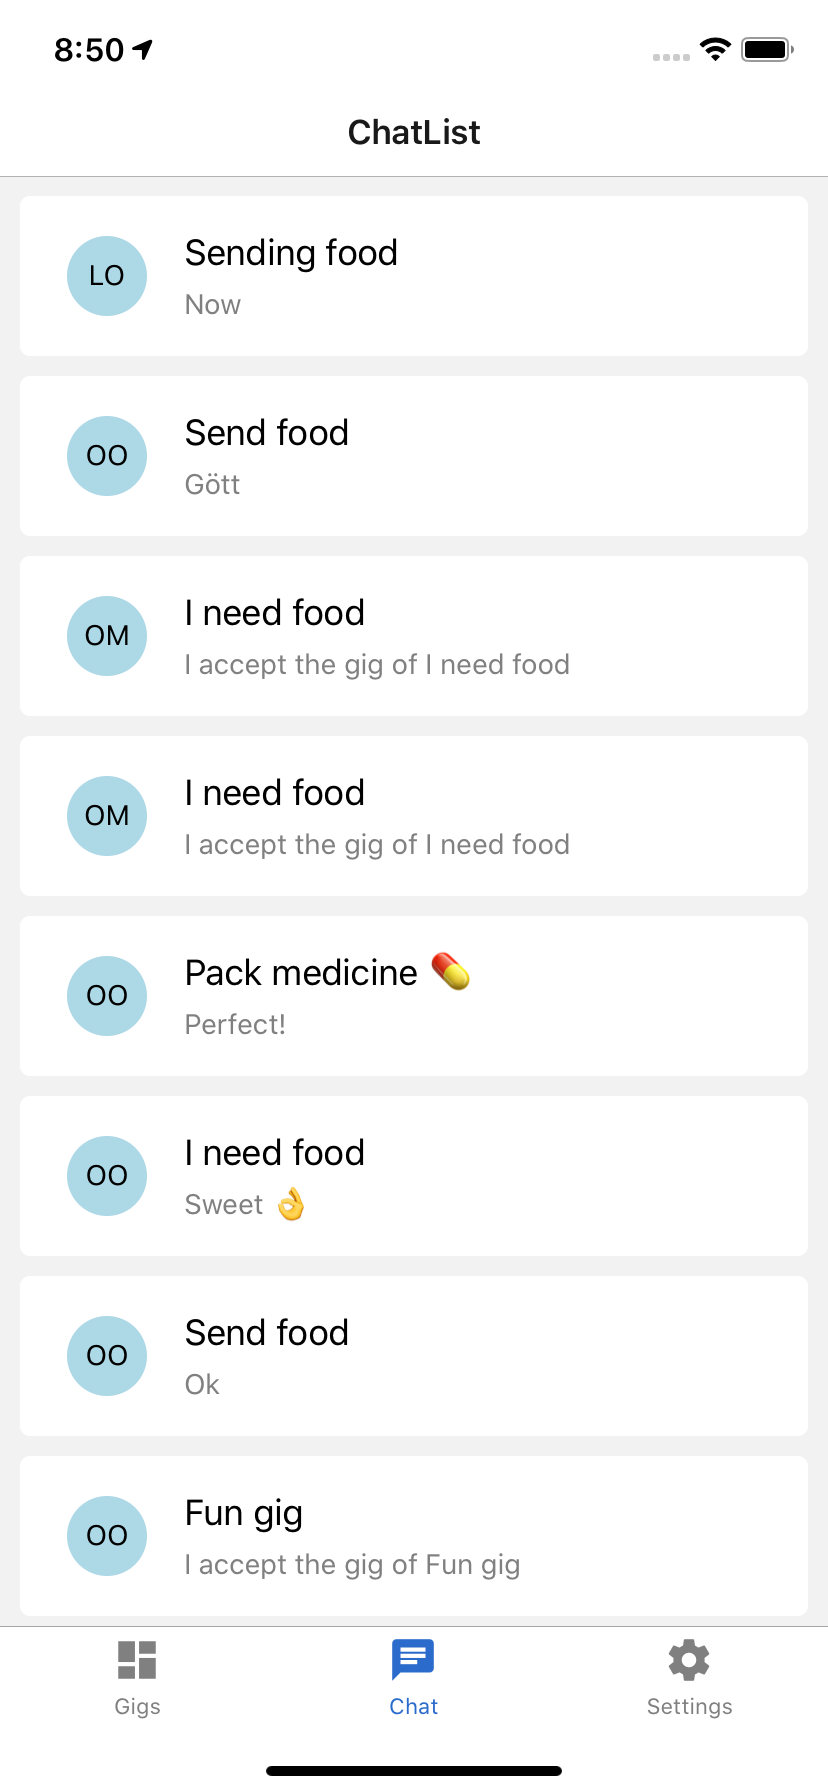 8:50
ChatList
LO
Sending food
Now
OO
Send food
Gött
OM
I need food
I accept the gig of I need food
OM
I need food
I accept the gig of I need food
OO
Pack medicine 💊
Perfect!
OO
I need food
Sweet 👌
OO
Send food
Ok
OO
Fun gig
I accept the gig of Fun gig
Gigs
Chat
Settings